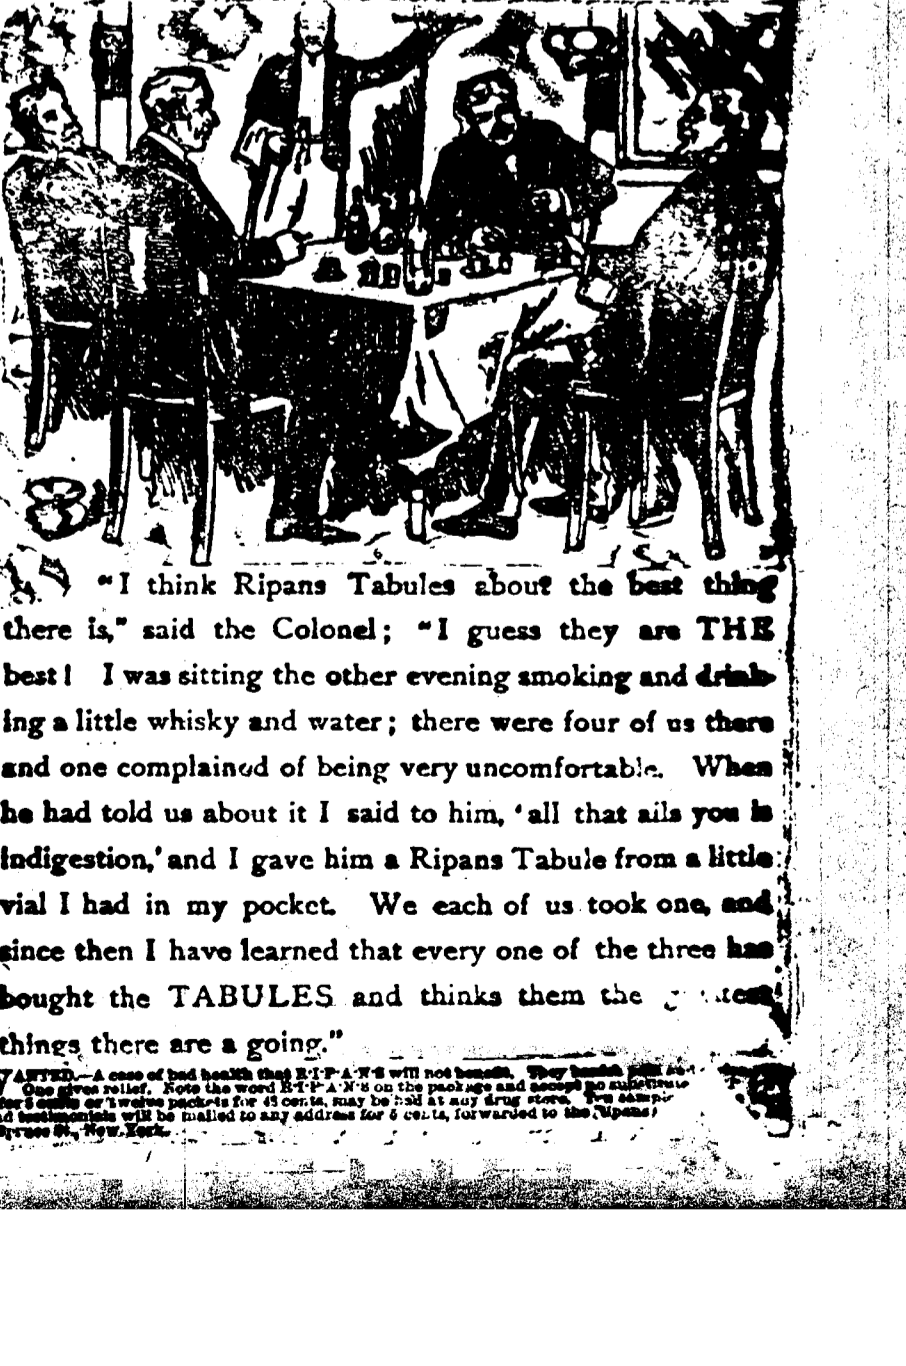 "I think Ripans Tabules about the best thing
there is," said the Colonel; "I guess they are THE
best! I was sitting the other evening smoking and drink-
ing a little whisky and water; there were four of us there
and one complained of being very uncomfortable. When
he had told us about it I said to him, 'all that ails you is
indigestion,' and I gave him a Ripans Tabule from a little
vial I had in my pocket. We each of us took one, and
since then I have learned that every one of the three has
bought the TABULES and thinks them the
things there are a going."
WANTED.—A case of bad health that R·I·P·A·N·S will not benefit. They banish pain
One gives relief. Note the word R·I·P·A·N·S on the package and accept no substitute
for 5 cents or twelve packets for 48 cents, may be had at any drug store. Ten
testimonials will be mailed to any address for 5 cents, forwarded to the Ripans
Spruce St., New York.